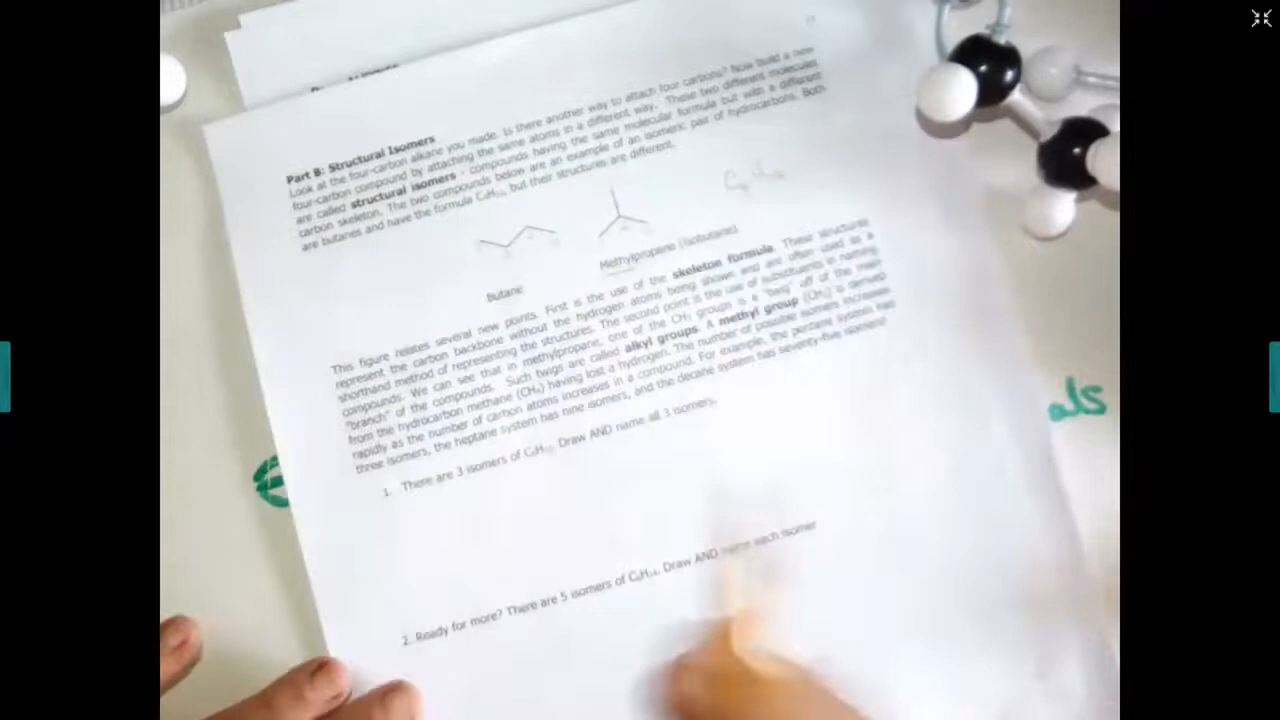 Part B: Structural Isomers
Look at the four-carbon alkane you made. Is there another way to attach four carbons? Now build a new
four-carbon compound by attaching the same atoms in a different way. These two different molecules
are called structural isomers - compounds having the same molecular formula but with a different
carbon skeleton. The two compounds below are an example of an isomeric pair of hydrocarbons. Both
are butanes and have the formula C₄H₁₀, but their structures are different.
Butane
Methylpropane (isobutane)
This figure relates several new points. First is the use of the skeleton formula. These structures
represent the carbon backbone without the hydrogen atoms being shown and are often used as a
shorthand method of representing the structures. The second point is the use of substituents in naming
compounds. We can see that in methylpropane, one of the CH₃ groups is a "twig" off of the main
"branch" of the compounds. Such twigs are called alkyl groups. A methyl group (CH₃) is derived
from the hydrocarbon methane (CH₄) having lost a hydrogen. The number of possible isomers increases
rapidly as the number of carbon atoms increases in a compound. For example, the pentane system has
three isomers, the heptane system has nine isomers, and the decane system has seventy-five isomers!
1. There are 3 isomers of C₅H₁₂. Draw AND name all 3 isomers.
2. Ready for more? There are 5 isomers of C₆H₁₄. Draw AND name each isomer
als